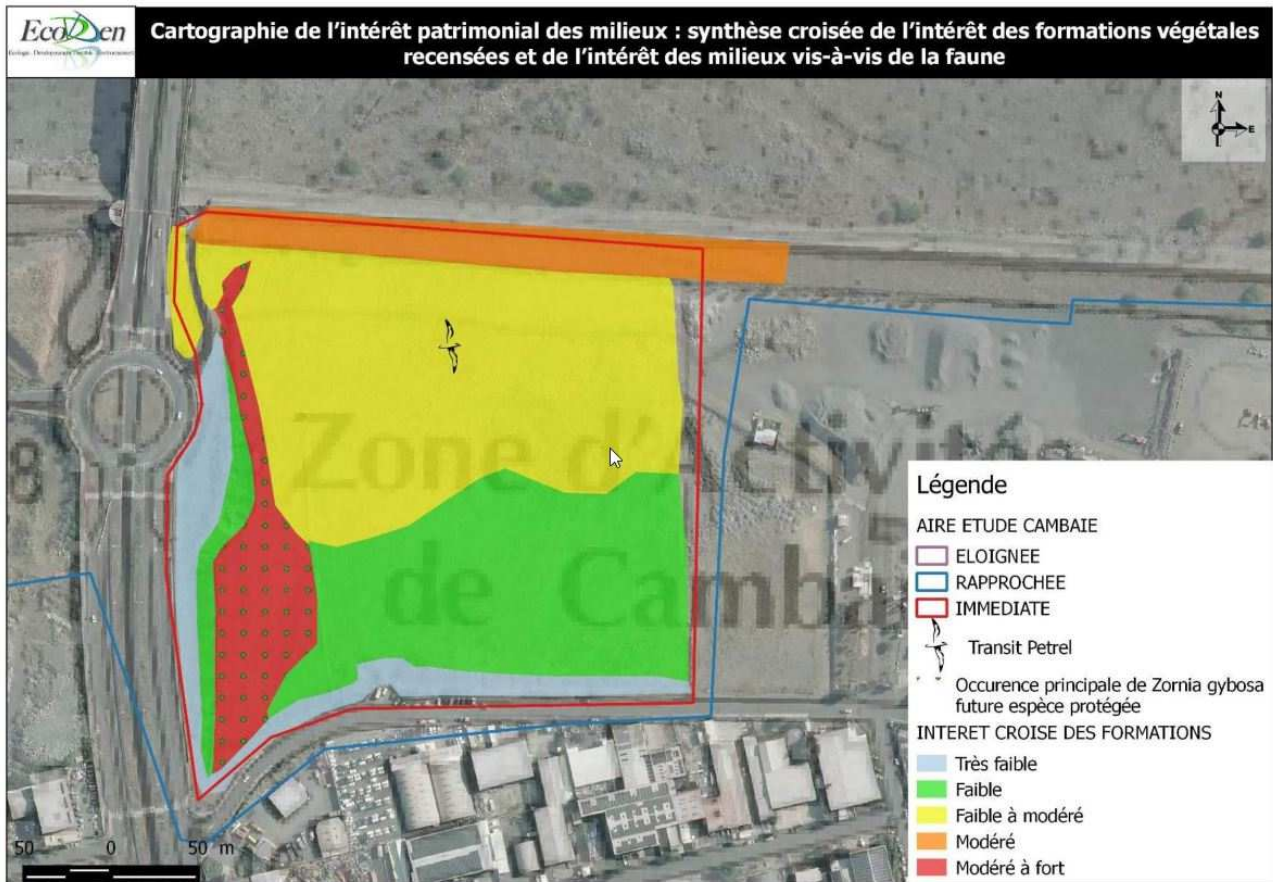 EcoDen
Ecologie - Développement Durable - Environnement
Cartographie de l'intérêt patrimonial des milieux : synthèse croisée de l'intérêt des formations végétales
recensées et de l'intérêt des milieux vis-à-vis de la faune
N
E
Zone d'Activité
de Camba
8
Légende
AIRE ETUDE CAMBAIE
ELOIGNEE
RAPPROCHEE
IMMEDIATE
Transit Petrel
Occurence principale de Zornia gybosa
future espèce protégée
INTERET CROISE DES FORMATIONS
Très faible
Faible
Faible à modéré
Modéré
Modéré à fort
50 0 50 m